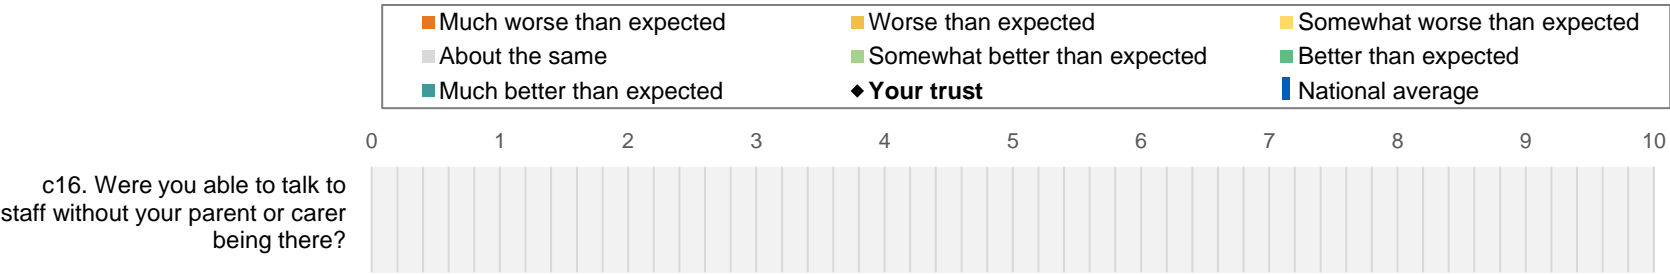 Much worse than expected Worse than expected Somewhat worse than expected
About the same Somewhat better than expected Better than expected
Much better than expected Your trust National average
0 1 2 3 4 5 6 7 8 9 10
c16. Were you able to talk to
staff without your parent or carer
being there?